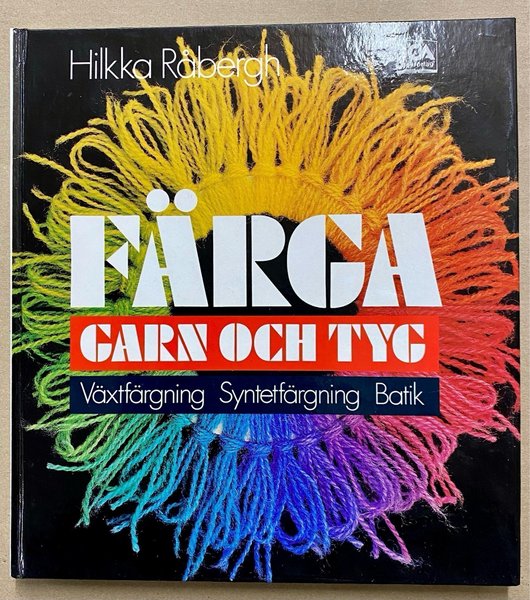 Hilkka Råbergh
FÄRGA
GARN OCH TYG
Växtfärgning Syntetfärgning Batik